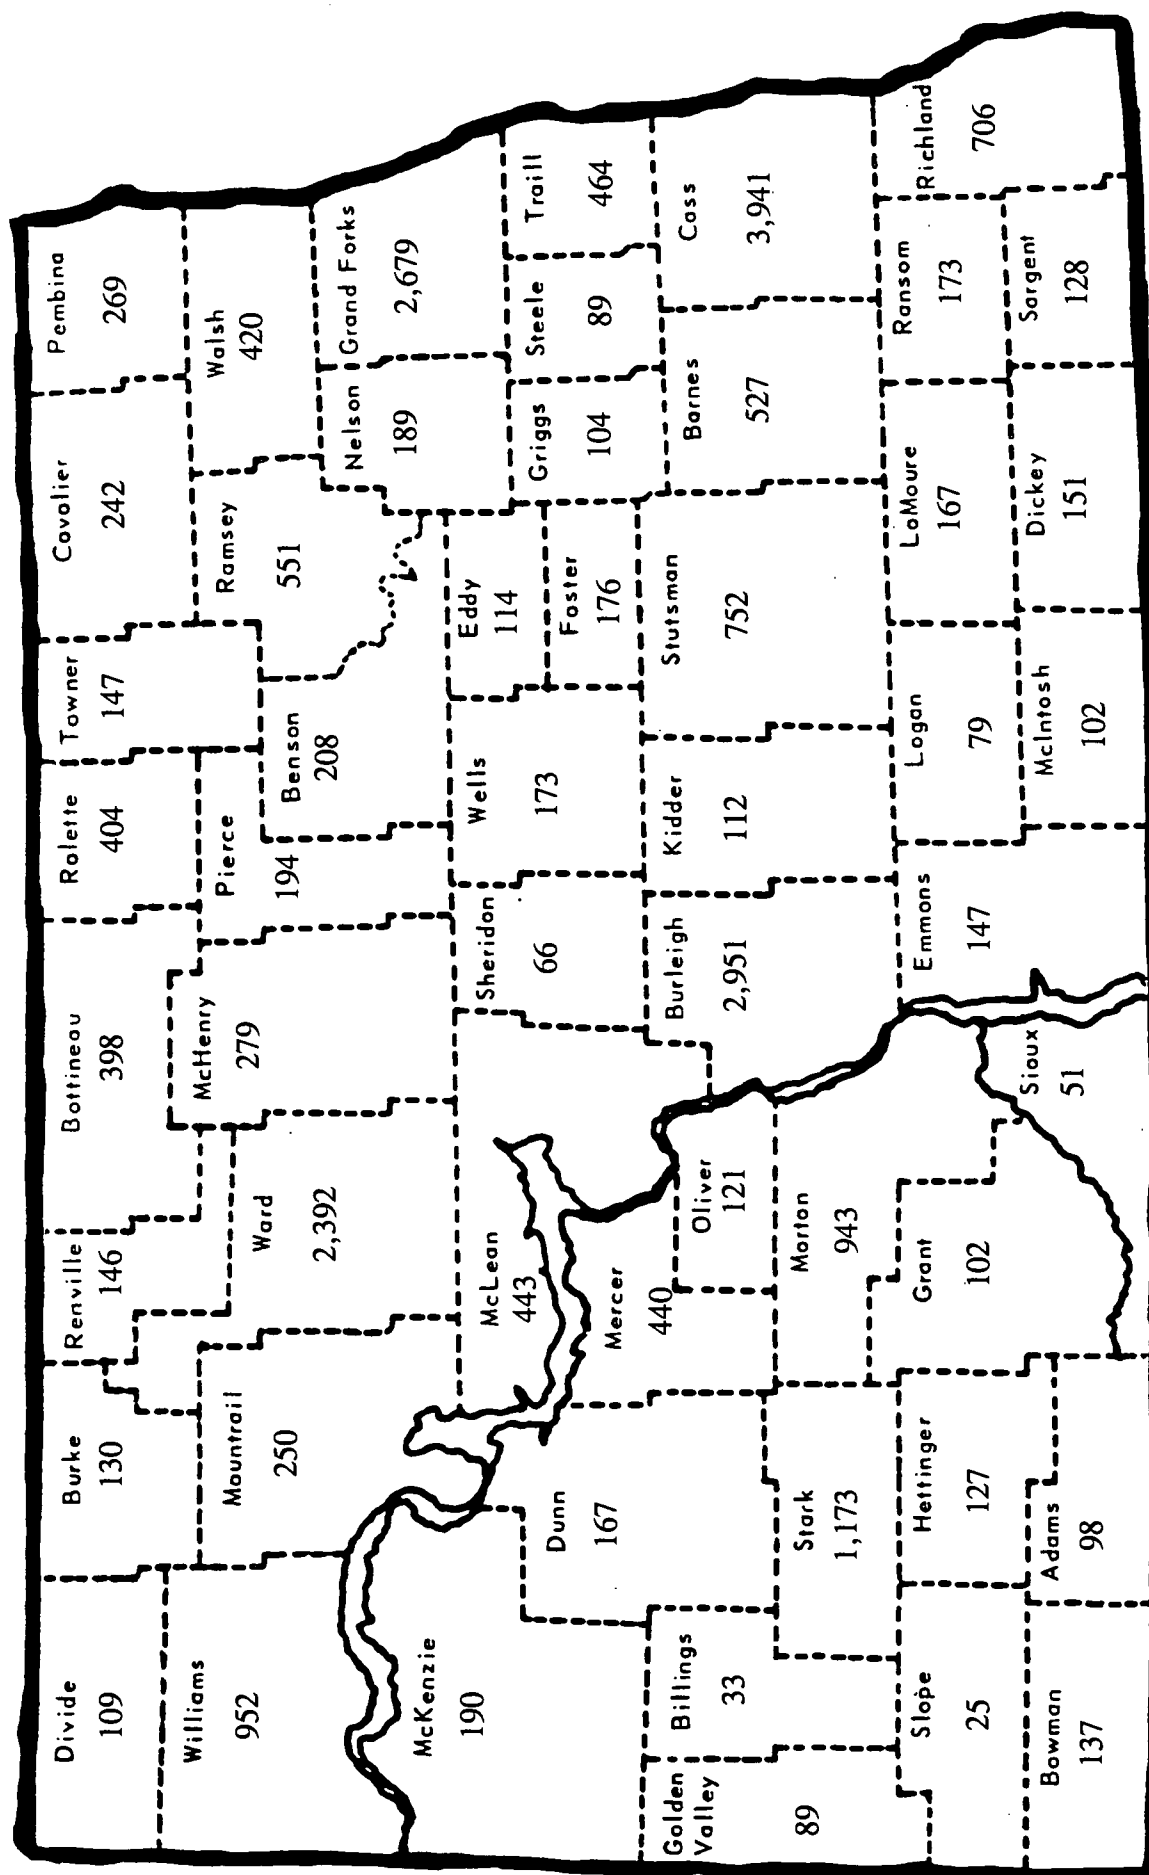 Divide
109
Burke
130
Renville
146
Bottineau
398
Rolette
404
Towner
147
Cavalier
242
Pembina
269
Williams
952
Mountrail
250
Ward
2,392
McHenry
279
Pierce
194
Benson
208
Ramsey
551
Walsh
420
Nelson
189
Grand Forks
2,679
McKenzie
190
Dunn
167
McLean
443
Mercer
440
Oliver
121
Sheridan
66
Wells
173
Eddy
114
Foster
176
Griggs
104
Steele
89
Traill
464
Golden
Valley
89
Billings
33
Stark
1,173
Morton
943
Burleigh
2,951
Kidder
112
Stutsman
752
Barnes
527
Cass
3,941
Slope
25
Hettinger
127
Grant
102
Sioux
51
Emmons
147
Logan
79
LaMoure
167
Ransom
173
Richland
706
Bowman
137
Adams
98
McIntosh
102
Dickey
151
Sargent
128